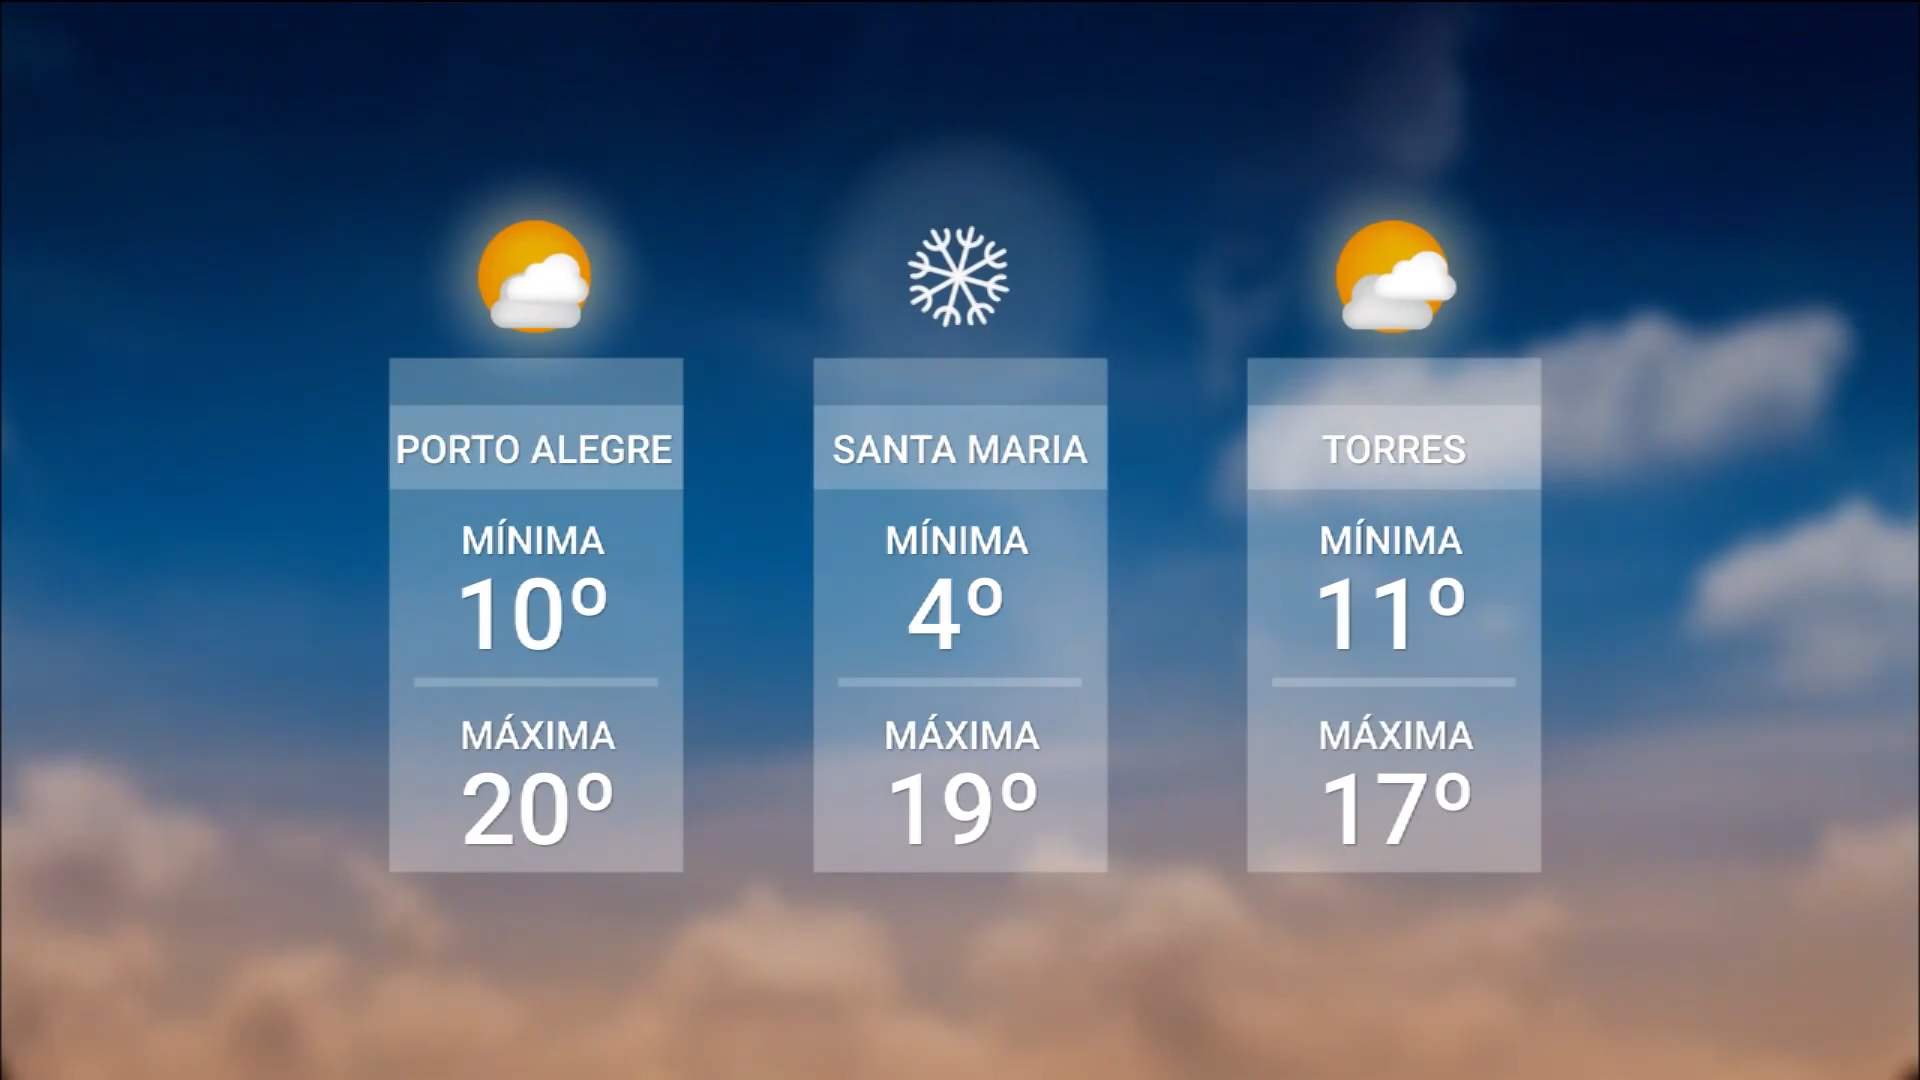 PORTO ALEGRE
MÍNIMA
10º
MÁXIMA
20º
SANTA MARIA
MÍNIMA
4º
MÁXIMA
19º
TORRES
MÍNIMA
11º
MÁXIMA
17º